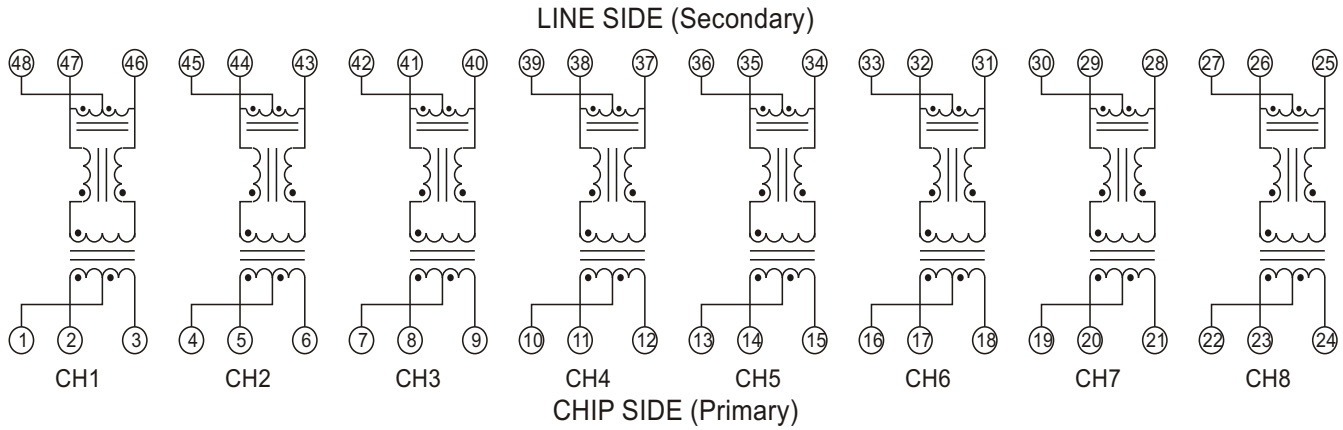 LINE SIDE (Secondary)
48 47 46 45 44 43 42 41 40 39 38 37 36 35 34 33 32 31 30 29 28 27 26 25
1 2 3 4 5 6 7 8 9 10 11 12 13 14 15 16 17 18 19 20 21 22 23 24
CH1 CH2 CH3 CH4 CH5 CH6 CH7 CH8
CHIP SIDE (Primary)